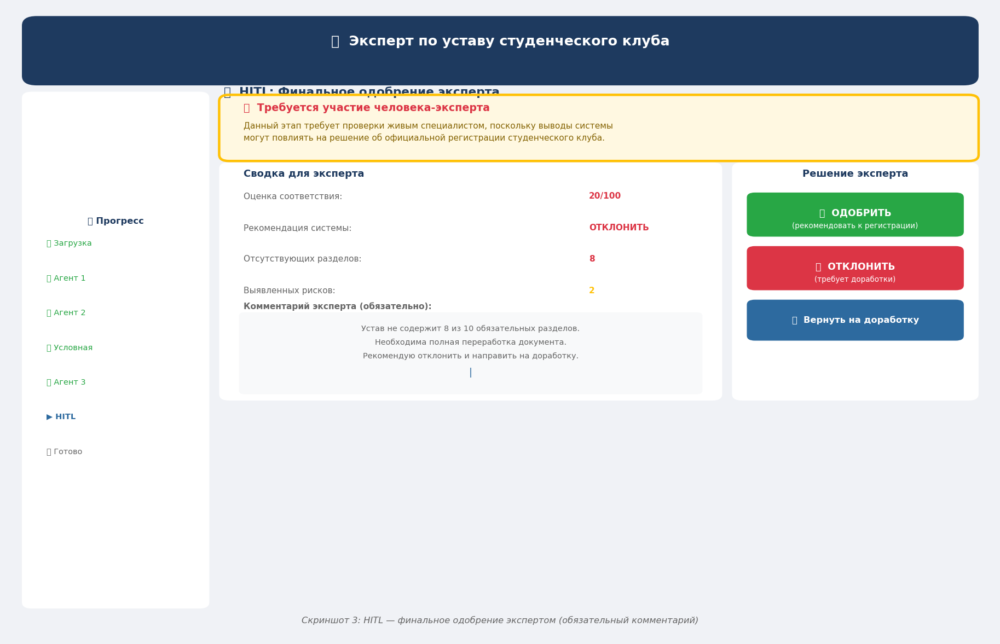 Эксперт по уставу студенческого клуба
HITL: Финальное одобрение эксперта
Требуется участие человека-эксперта
Данный этап требует проверки живым специалистом, поскольку выводы системы
могут повлиять на решение об официальной регистрации студенческого клуба.
Прогресс
Загрузка
Агент 1
Агент 2
Условная
Агент 3
▶ HITL
Готово
Сводка для эксперта
Оценка соответствия: 20/100
Рекомендация системы: ОТКЛОНИТЬ
Отсутствующих разделов: 8
Выявленных рисков: 2
Комментарий эксперта (обязательно):
Устав не содержит 8 из 10 обязательных разделов.
Необходима полная переработка документа.
Рекомендую отклонить и направить на доработку.
Решение эксперта
ОДОБРИТЬ
(рекомендовать к регистрации)
ОТКЛОНИТЬ
(требует доработки)
Вернуть на доработку
Скриншот 3: HITL — финальное одобрение экспертом (обязательный комментарий)